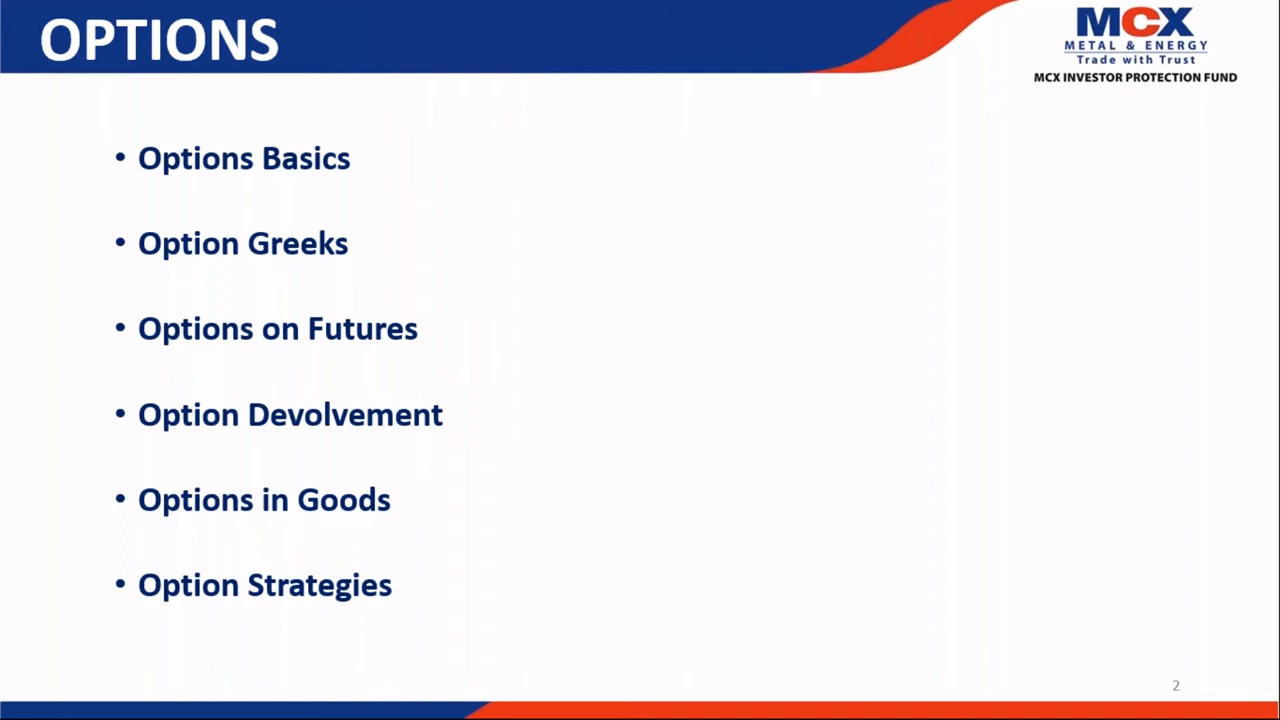 OPTIONS
MCX
METAL & ENERGY
Trade with Trust
MCX INVESTOR PROTECTION FUND
• Options Basics
• Option Greeks
• Options on Futures
• Option Devolvement
• Options in Goods
• Option Strategies
2